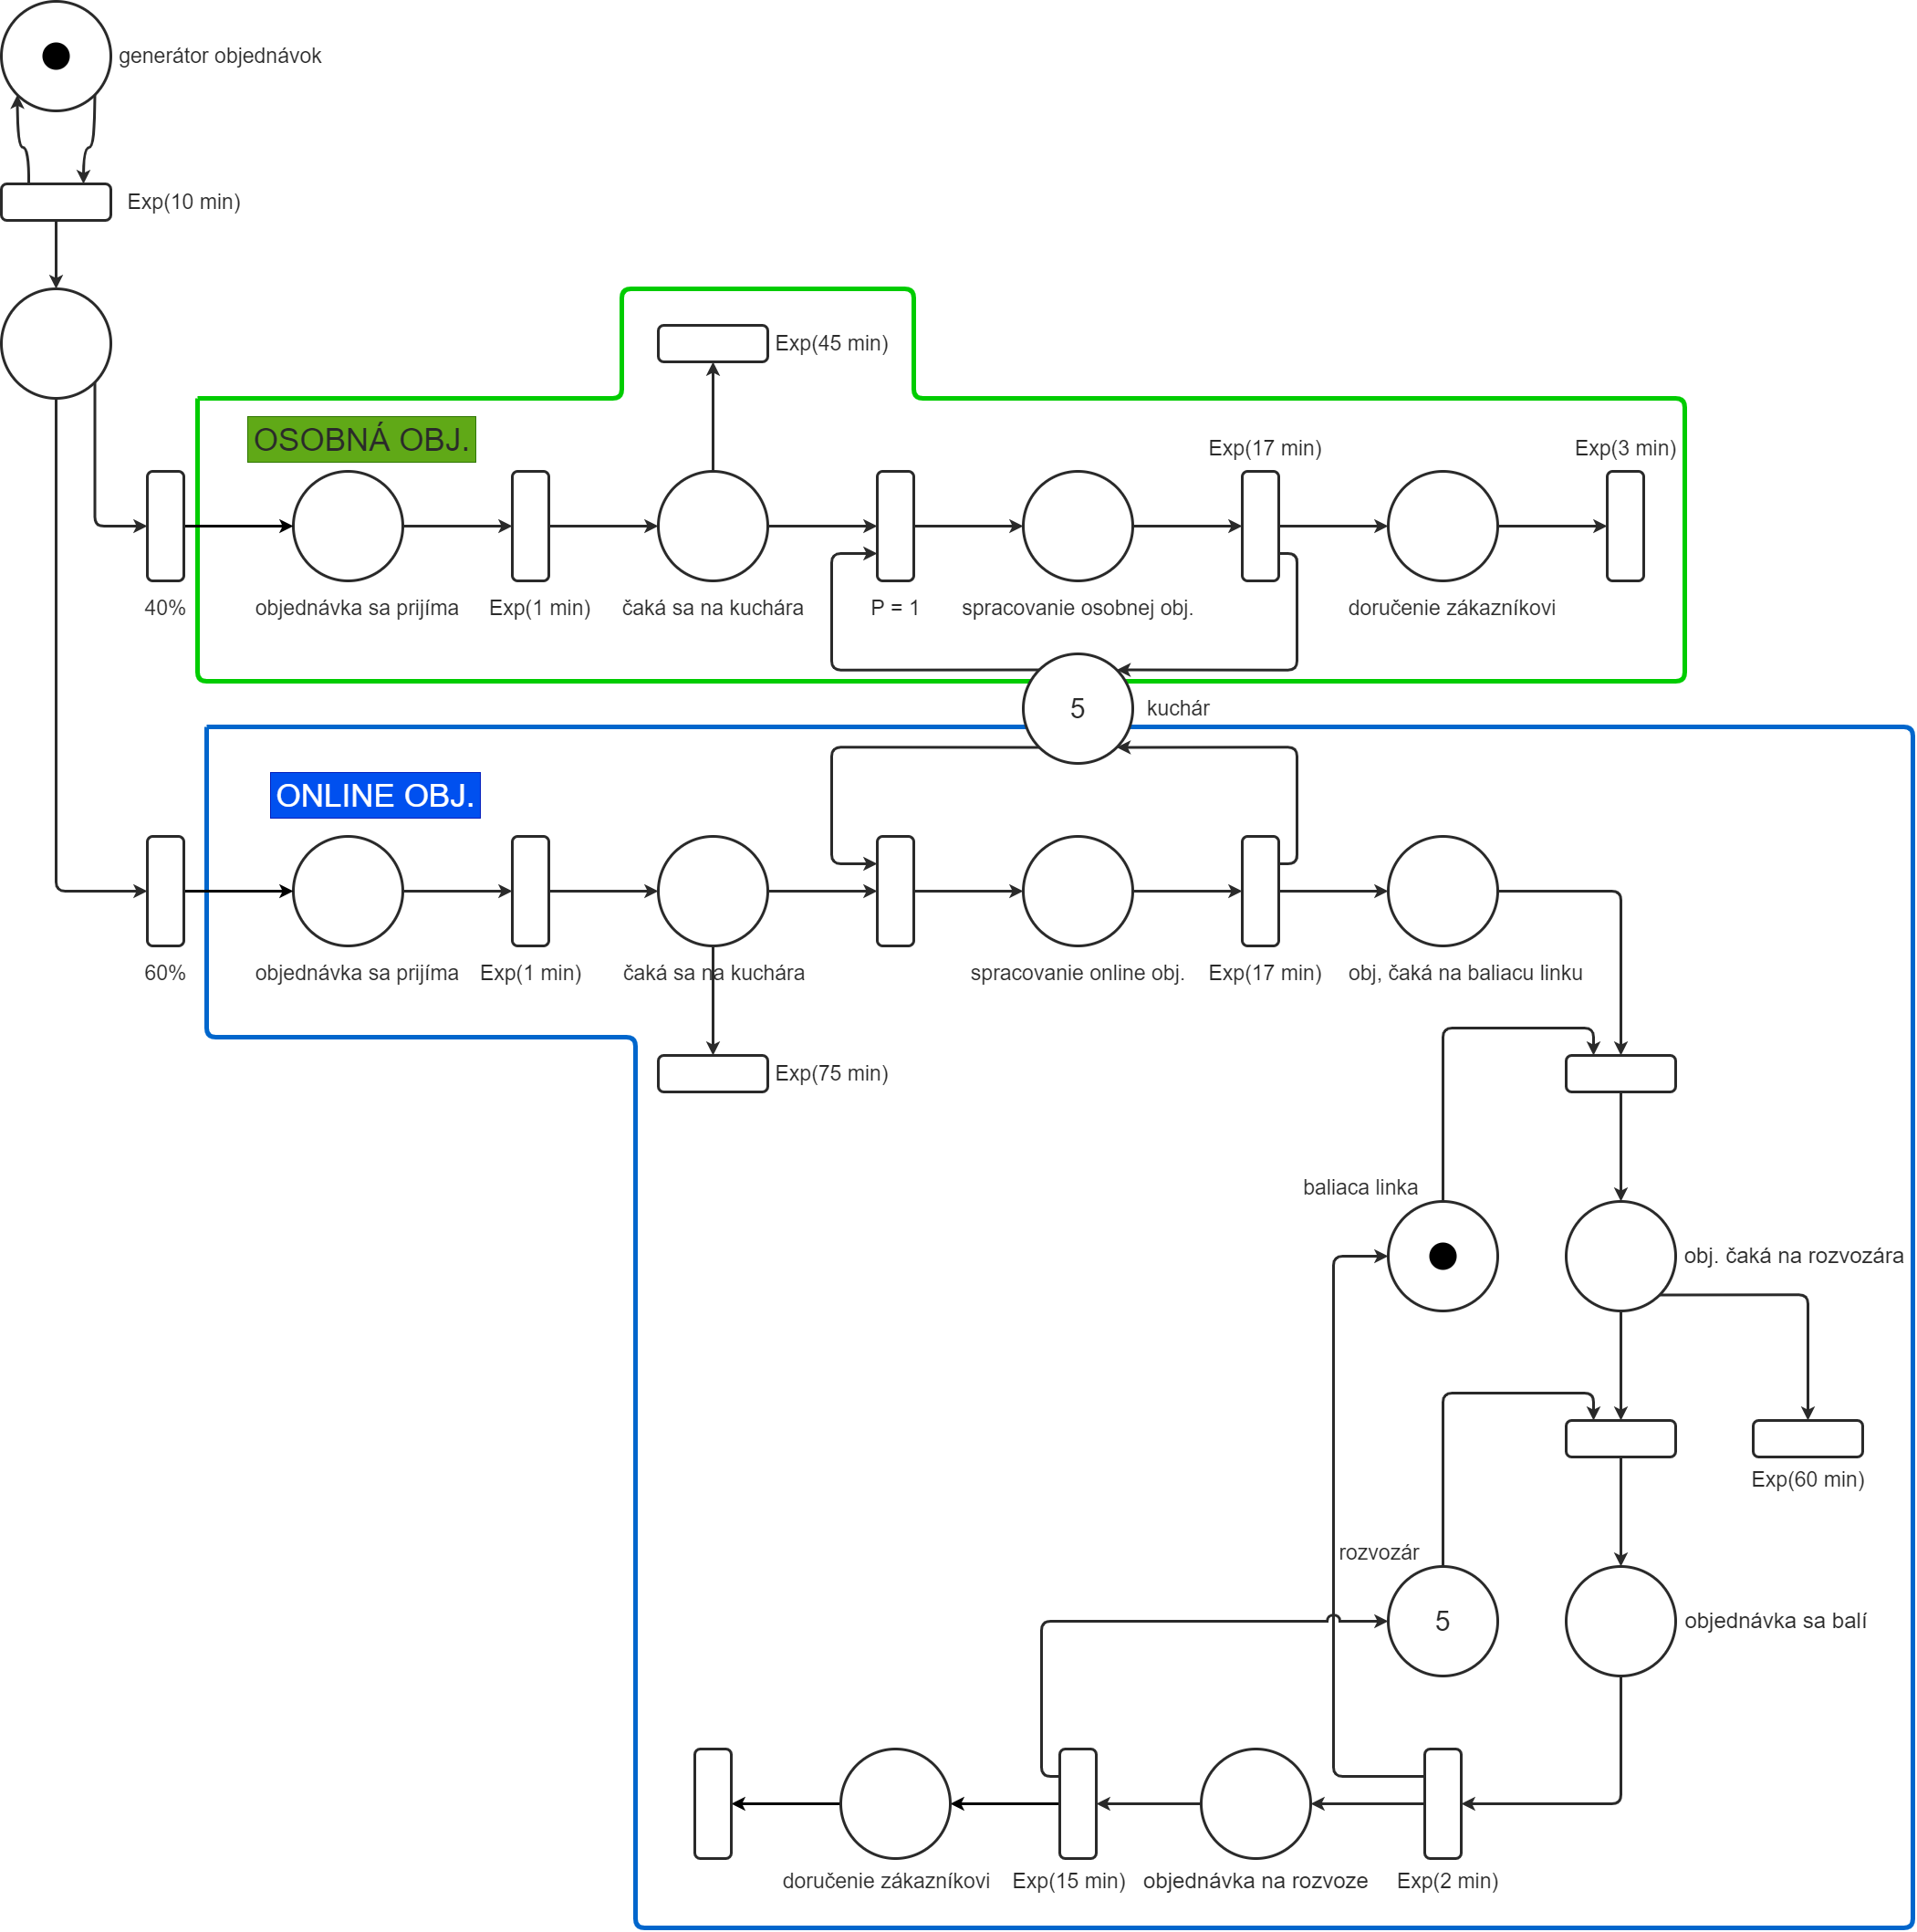 generátor objednávok
Exp(10 min)
Exp(45 min)
OSOBNÁ OBJ.
Exp(17 min)
Exp(3 min)
40%
objednávka sa prijíma
Exp(1 min)
čaká sa na kuchára
P = 1
spracovanie osobnej obj.
doručenie zákazníkovi
5
kuchár
ONLINE OBJ.
60%
objednávka sa prijíma
Exp(1 min)
čaká sa na kuchára
spracovanie online obj.
Exp(17 min)
obj, čaká na baliacu linku
Exp(75 min)
baliaca linka
obj. čaká na rozvozára
Exp(60 min)
rozvozár
5
objednávka sa balí
doručenie zákazníkovi
Exp(15 min)
objednávka na rozvoze
Exp(2 min)